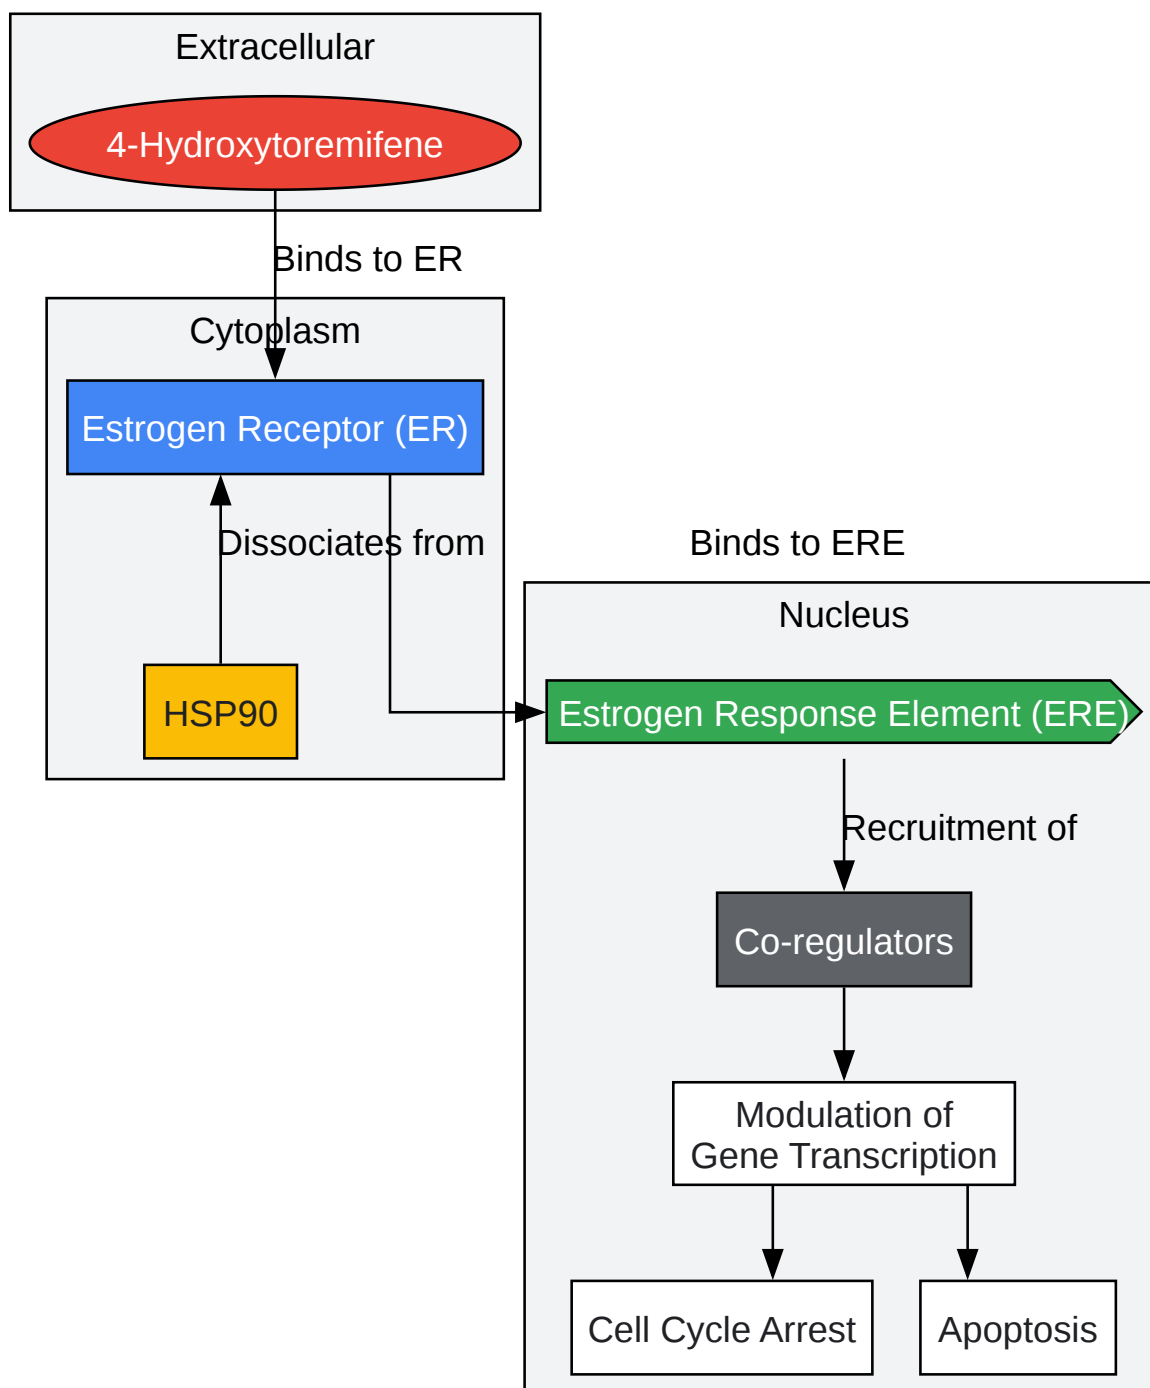 Extracellular
4-Hydroxytoremifene
Binds to ER
Cytoplasm
Estrogen Receptor (ER)
Dissociates from
Binds to ERE
Nucleus
HSP90
Estrogen Response Element (ERE)
Recruitment of
Co-regulators
Modulation of
Gene Transcription
Cell Cycle Arrest
Apoptosis